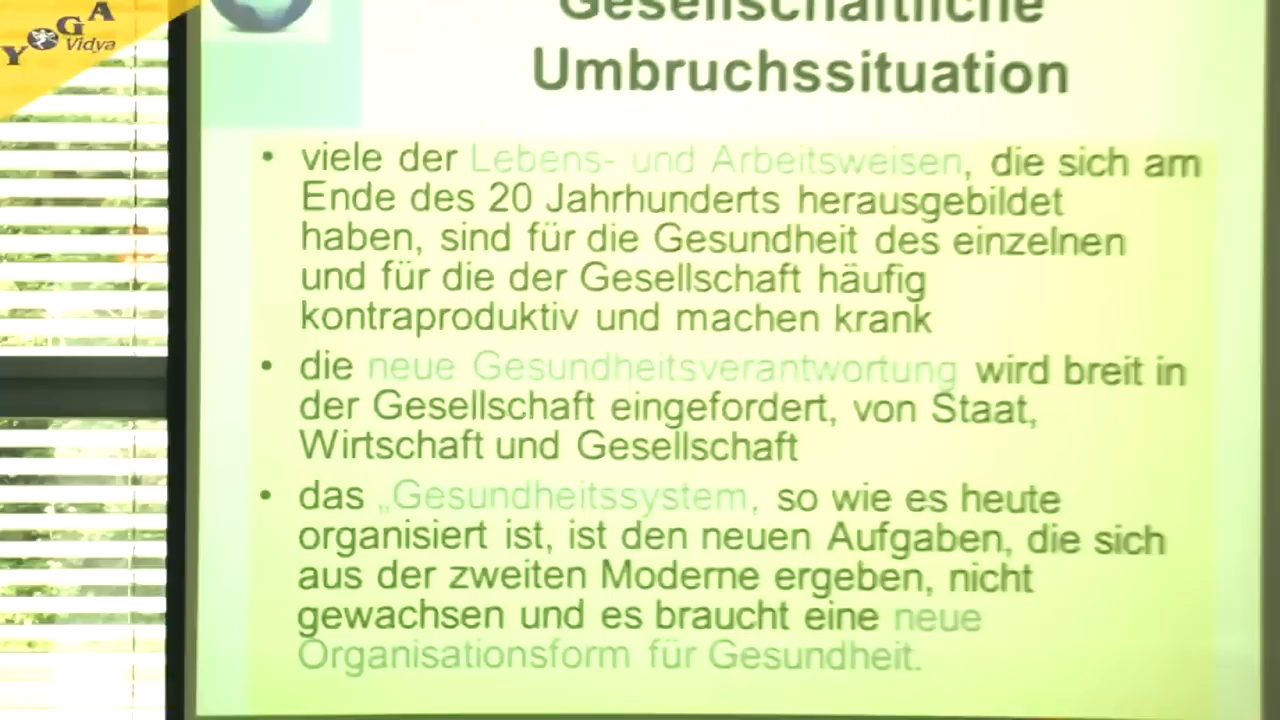 YOGA
Vidya
Gesellschaftliche
Umbruchssituation
• viele der Lebens- und Arbeitsweisen, die sich am
Ende des 20 Jahrhunderts herausgebildet
haben, sind für die Gesundheit des einzelnen
und für die der Gesellschaft häufig
kontraproduktiv und machen krank
• die neue Gesundheitsverantwortung wird breit in
der Gesellschaft eingefordert, von Staat,
Wirtschaft und Gesellschaft
• das „Gesundheitssystem, so wie es heute
organisiert ist, ist den neuen Aufgaben, die sich
aus der zweiten Moderne ergeben, nicht
gewachsen und es braucht eine neue
Organisationsform für Gesundheit.